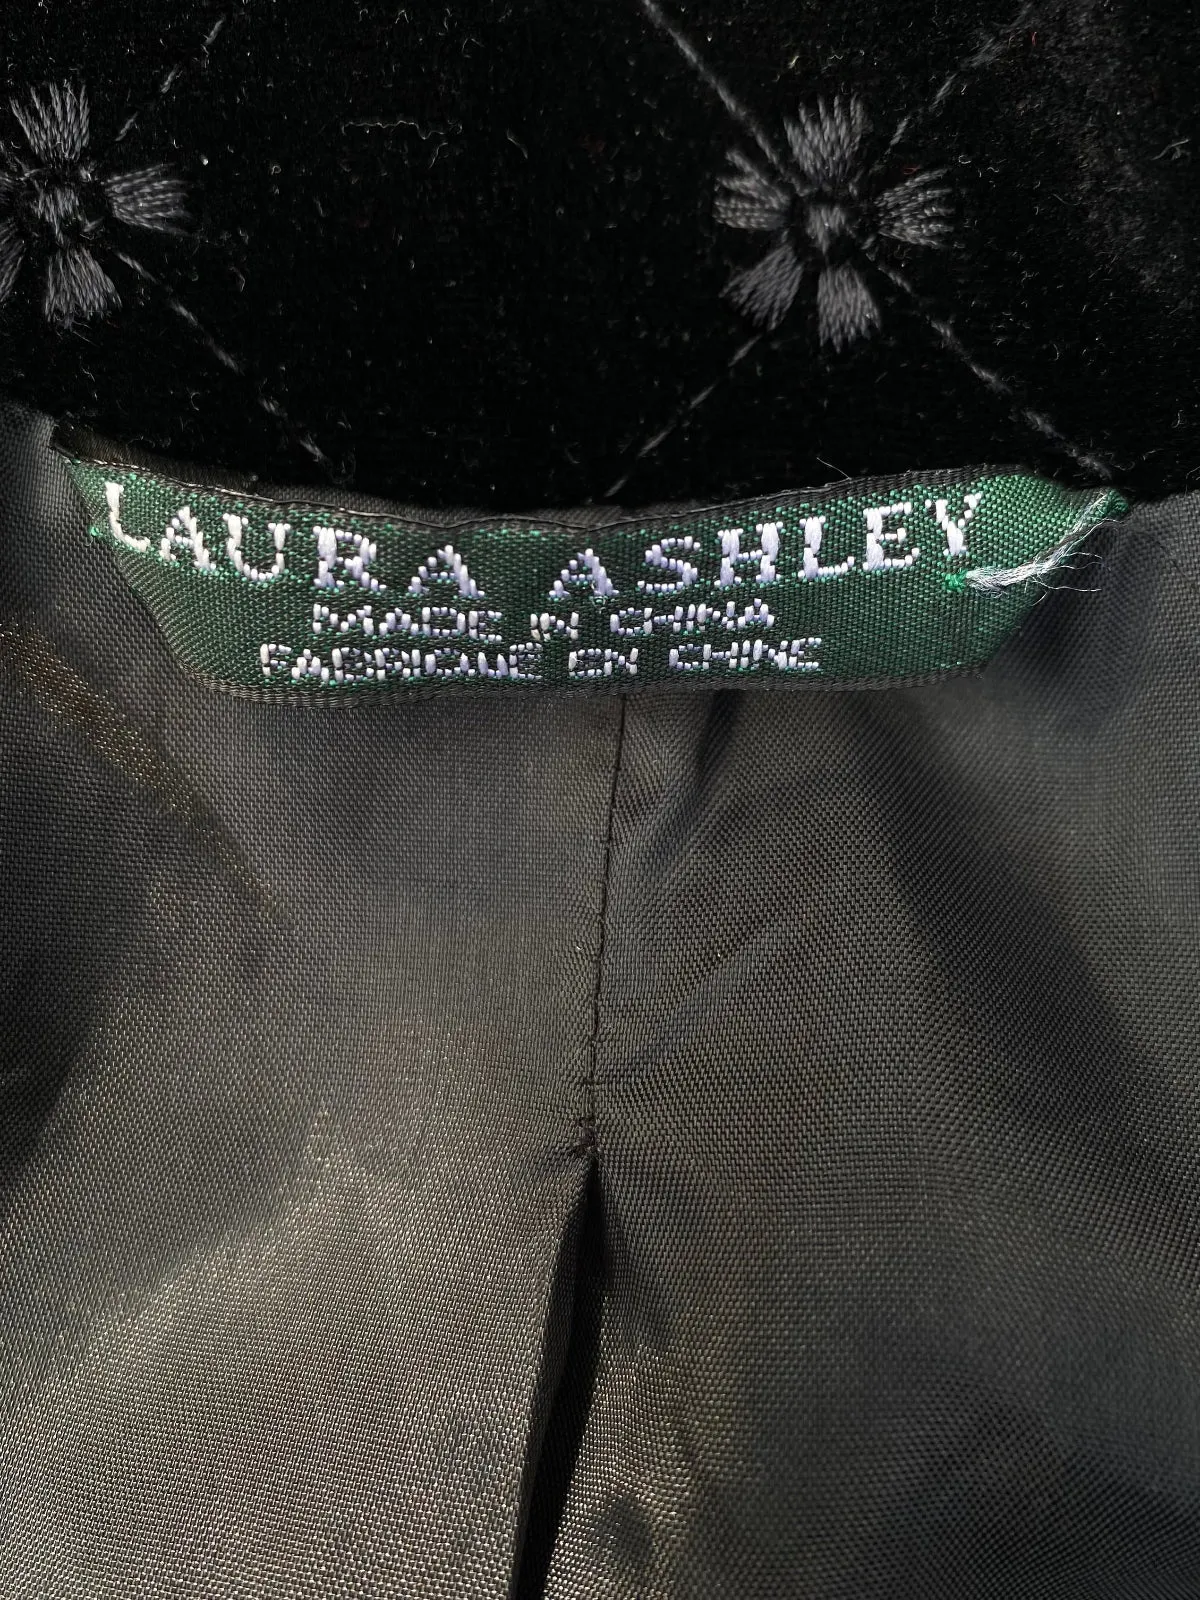 LAURA ASHLEY
MADE IN CHINA
FABRIQUÉ EN CHINE